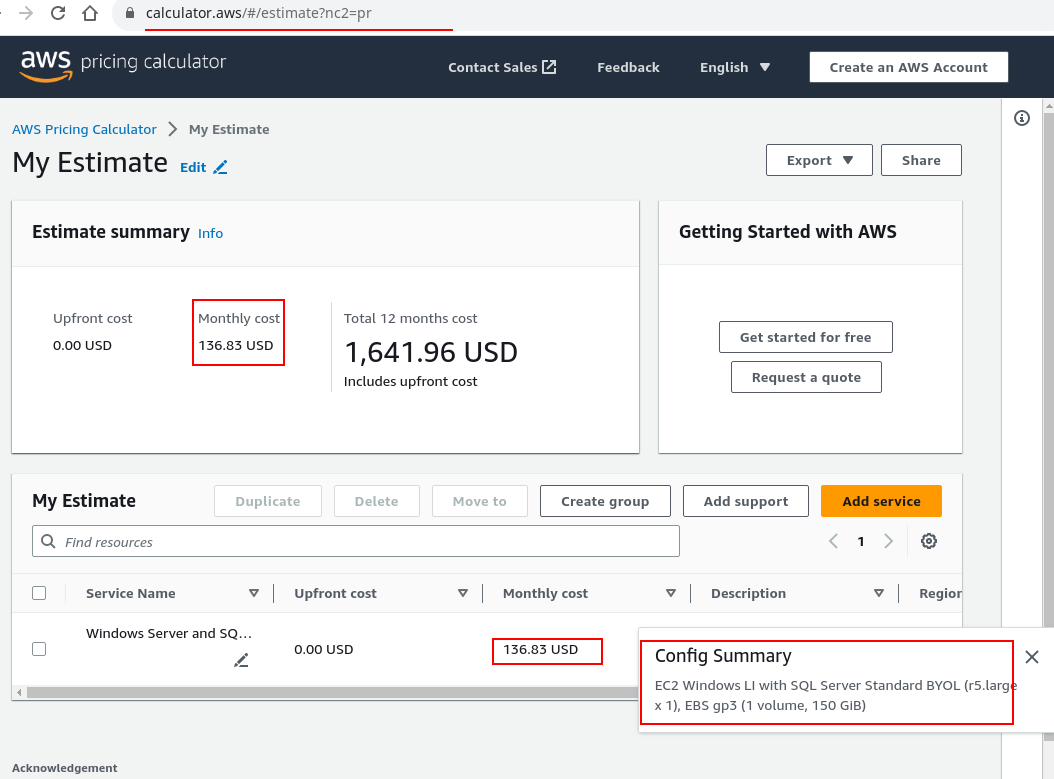 calculator.aws/#/estimate?nc2=pr
aws pricing calculator
Contact Sales
Feedback
English
Create an AWS Account
AWS Pricing Calculator
My Estimate
My Estimate
Edit
Export
Share
Estimate summary
Info
Getting Started with AWS
Upfront cost
Monthly cost
Total 12 months cost
0.00 USD
136.83 USD
1,641.96 USD
Includes upfront cost
Get started for free
Request a quote
My Estimate
Duplicate
Delete
Move to
Create group
Add support
Add service
Find resources
1
Service Name
Upfront cost
Monthly cost
Description
Region
Windows Server and SQ...
0.00 USD
136.83 USD
Config Summary
EC2 Windows LI with SQL Server Standard BYOL (r5.large
x 1), EBS gp3 (1 volume, 150 GiB)
Acknowledgement